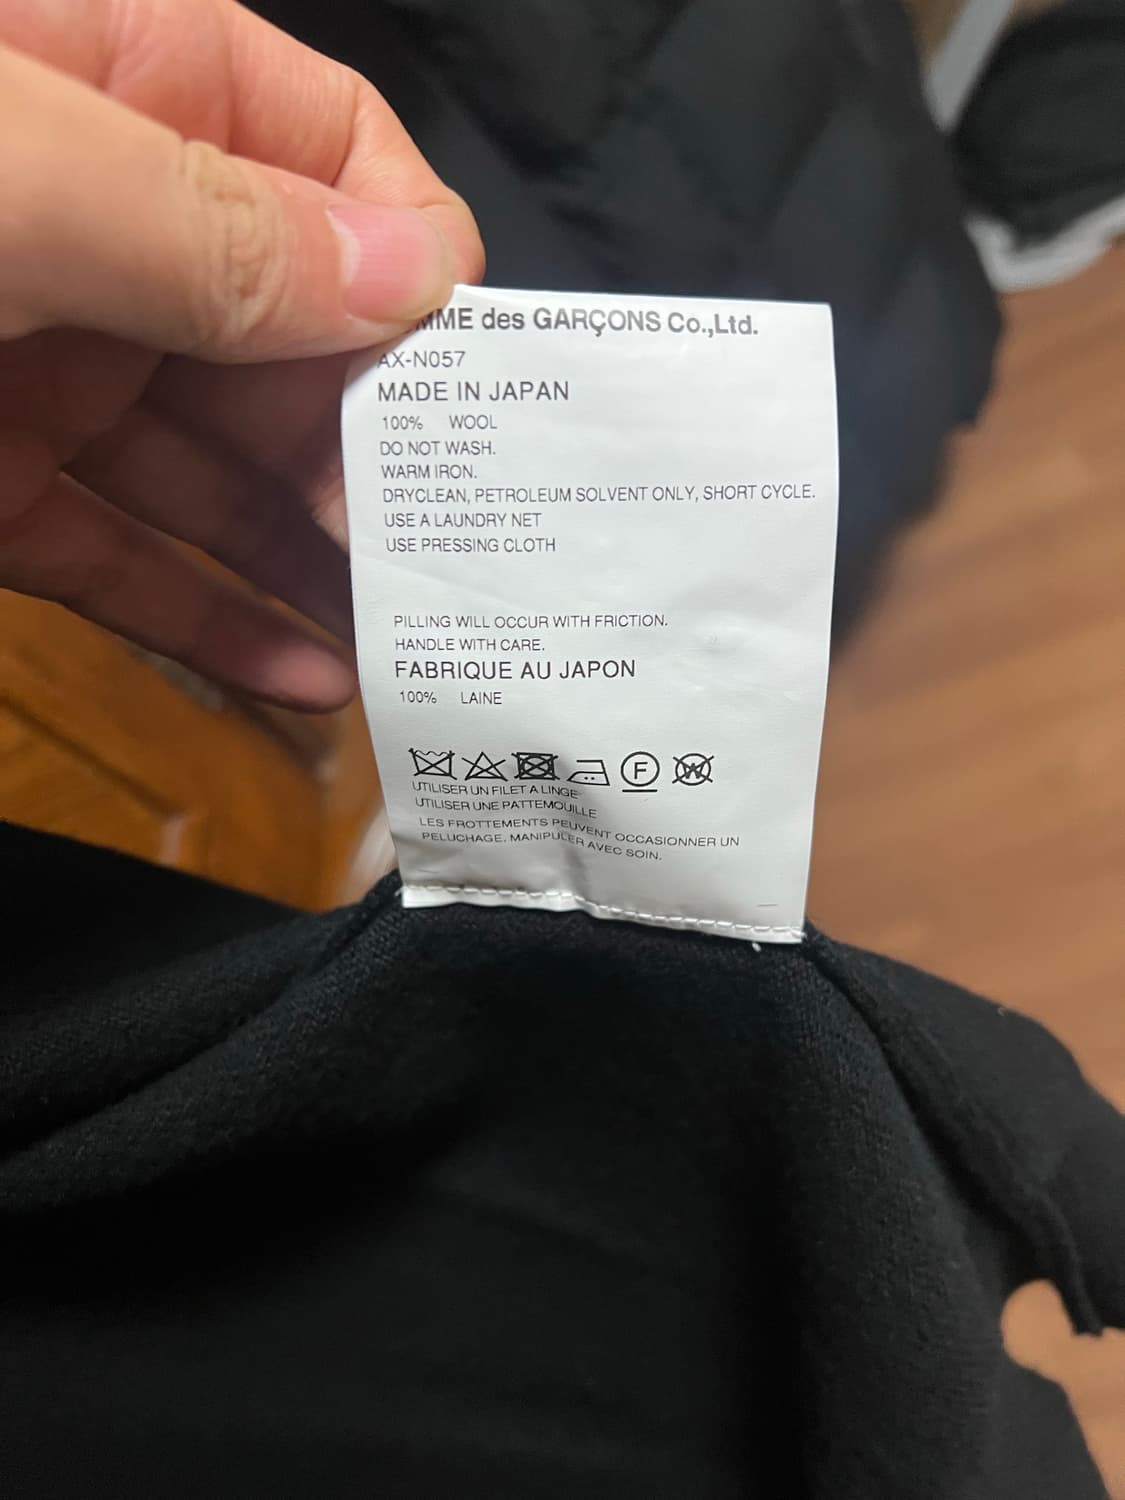 des GARÇONS Co.,Ltd.
AX-N057
MADE IN JAPAN
100% WOOL
DO NOT WASH.
WARM IRON.
DRYCLEAN, PETROLEUM SOLVENT ONLY, SHORT CYCLE.
USE A LAUNDRY NET
USE PRESSING CLOTH
PILLING WILL OCCUR WITH FRICTION.
HANDLE WITH CARE.
FABRIQUE AU JAPON
100% LAINE
F W
UTILISER UN FILET A LINGE
UTILISER UNE PATTEMOUILLE
LES FROTTEMENTS PEUVENT OCCASIONNER UN
PELUCHAGE. MANIPULER AVEC SOIN.